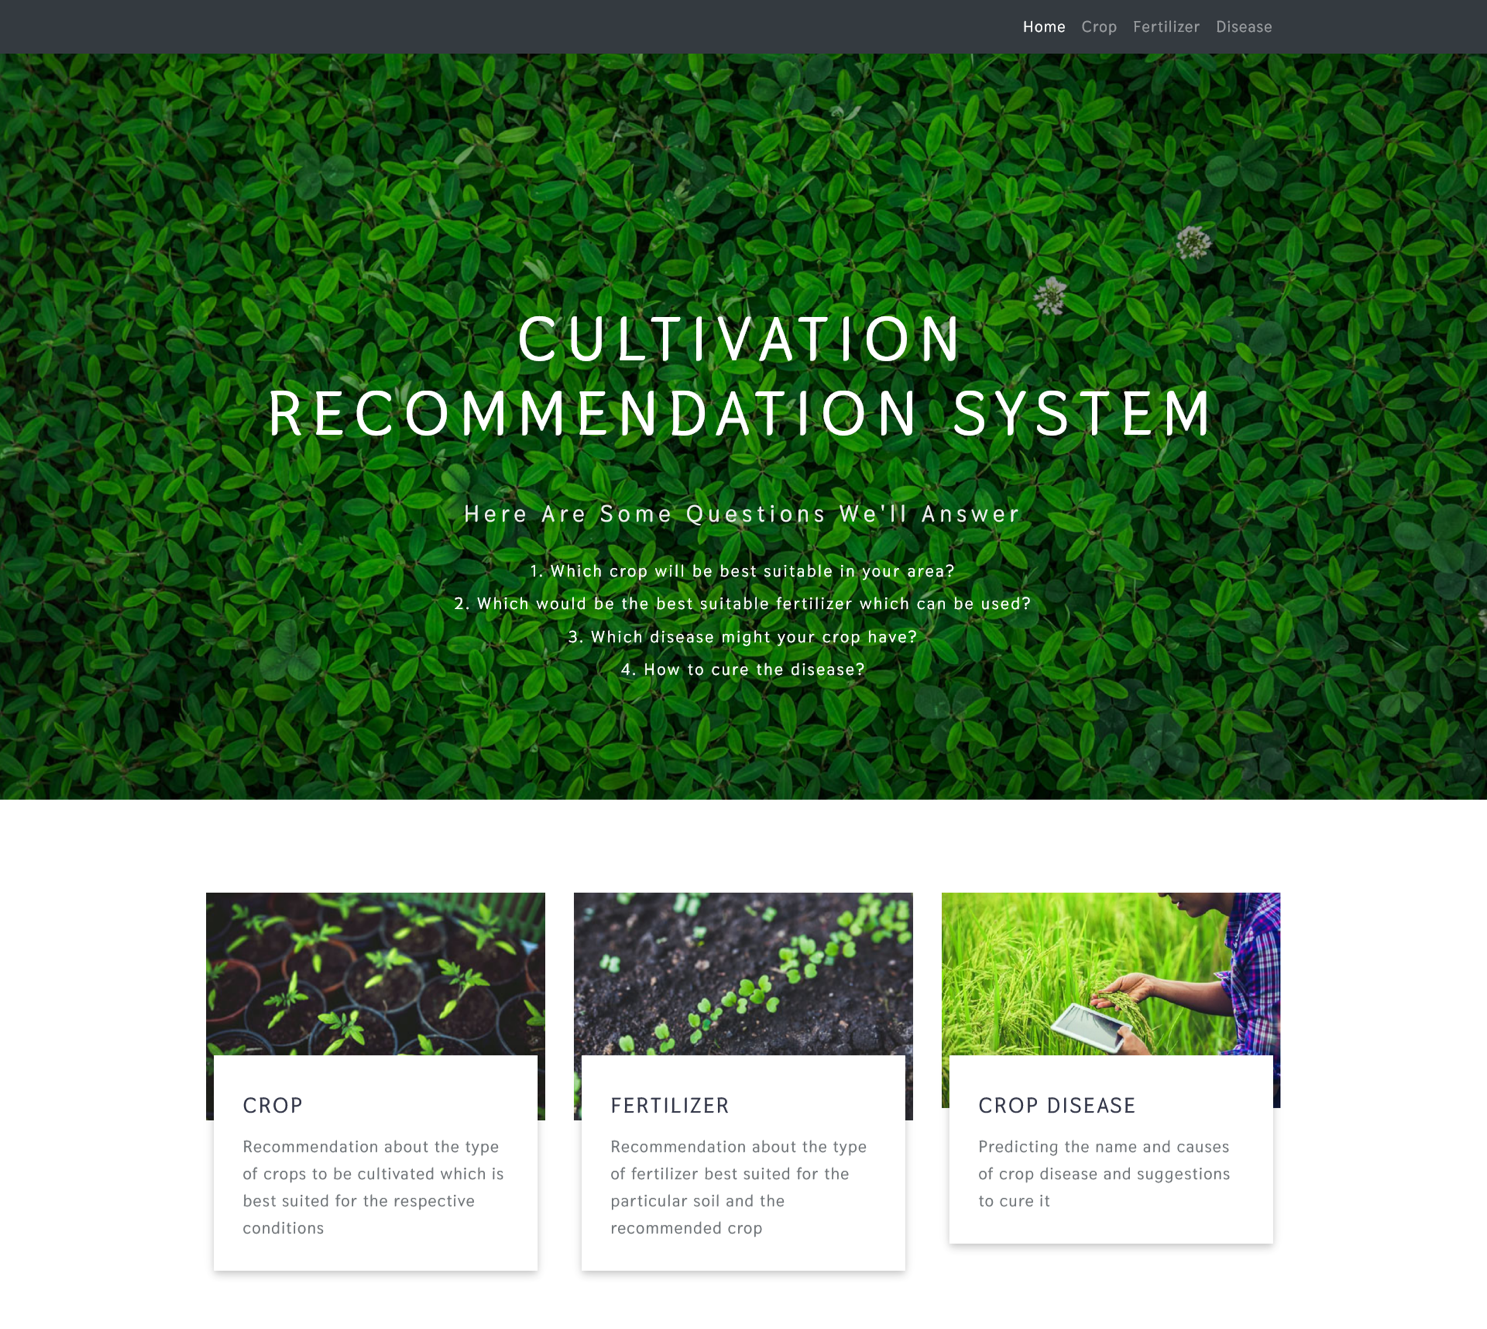 Home Crop Fertilizer Disease
CULTIVATION
RECOMMENDATION SYSTEM
Here Are Some Questions We'll Answer
1. Which crop will be best suitable in your area?
2. Which would be the best suitable fertilizer which can be used?
3. Which disease might your crop have?
4. How to cure the disease?
CROP
Recommendation about the type
of crops to be cultivated which is
best suited for the respective
conditions
FERTILIZER
Recommendation about the type
of fertilizer best suited for the
particular soil and the
recommended crop
CROP DISEASE
Predicting the name and causes
of crop disease and suggestions
to cure it